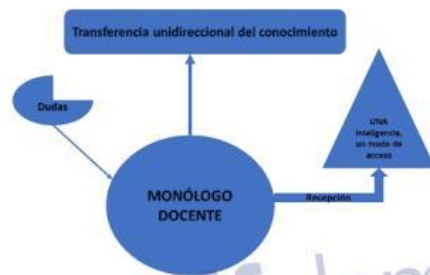 Transferencia unidireccional del conocimiento
Dudas
UNA
inteligencia,
un modo de
acceso
MONÓLOGO
DOCENTE
Recepción